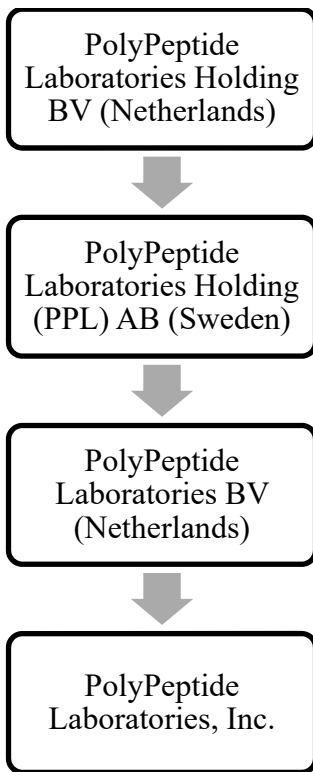 PolyPeptide
Laboratories Holding
BV (Netherlands)
PolyPeptide
Laboratories Holding
(PPL) AB (Sweden)
PolyPeptide
Laboratories BV
(Netherlands)
PolyPeptide
Laboratories, Inc.